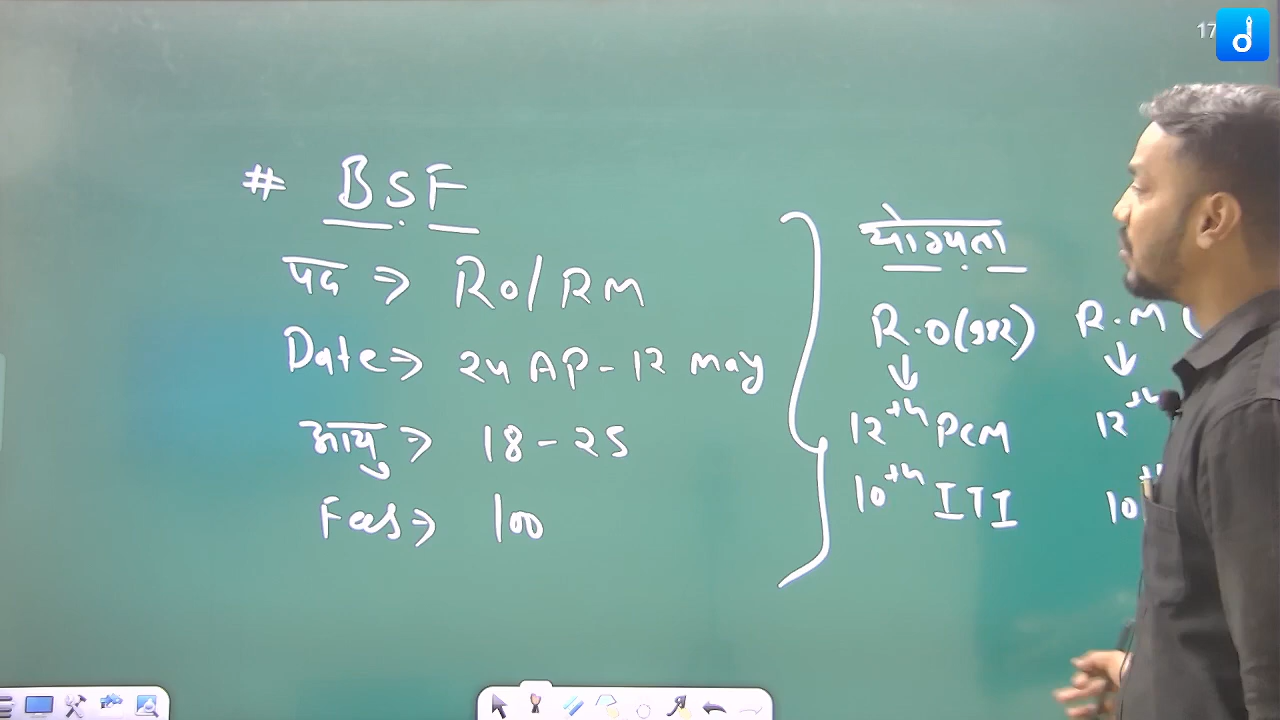 17
# BSF
पद => RO/RM
Date => 24 AP - 12 May
आयु => 18 - 25
Fees => 100
योग्यता
R.O(982) R.M (
↓ ↓
12th PCM 12th
10th ITI 10th